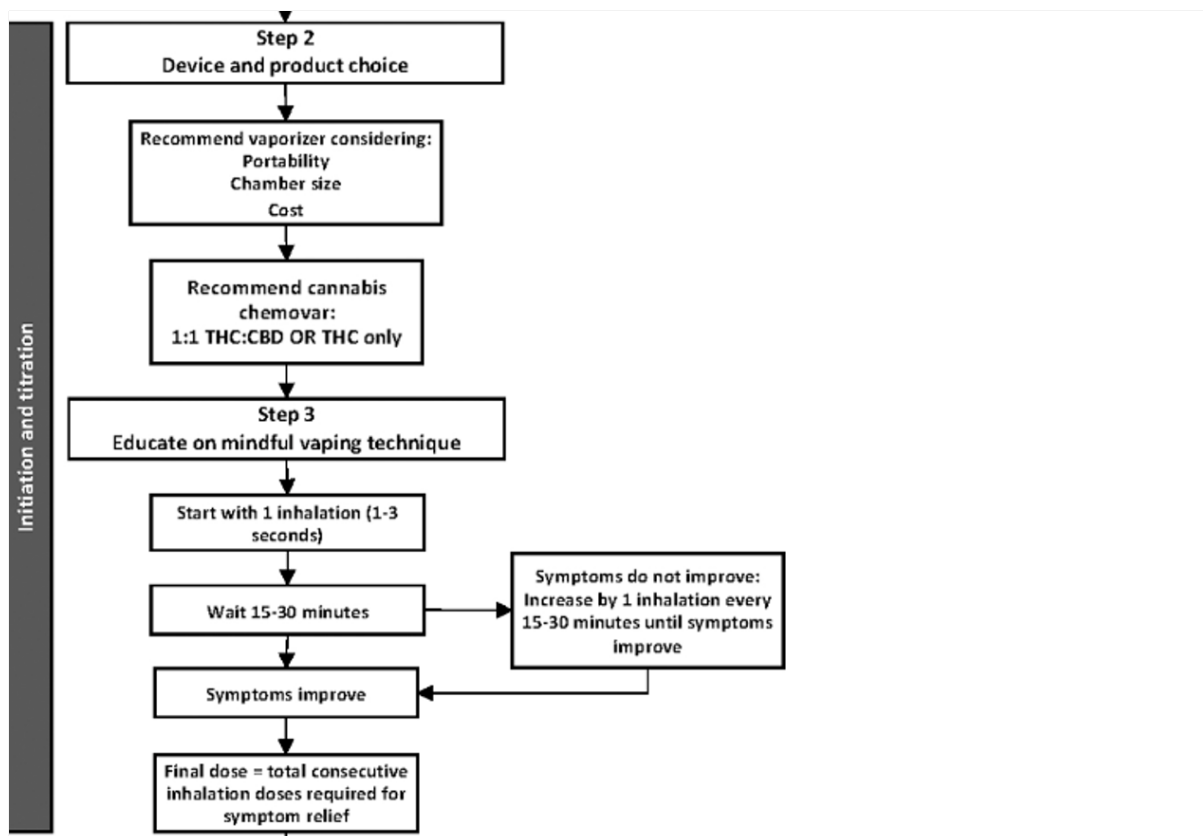 Initiation and titration
Step 2
Device and product choice
Recommend vaporizer considering:
Portability
Chamber size
Cost
Recommend cannabis
chemovar:
1:1 THC:CBD OR THC only
Step 3
Educate on mindful vaping technique
Start with 1 inhalation (1-3
seconds)
Wait 15-30 minutes
Symptoms do not improve:
Increase by 1 inhalation every
15-30 minutes until symptoms
improve
Symptoms improve
Final dose = total consecutive
inhalation doses required for
symptom relief